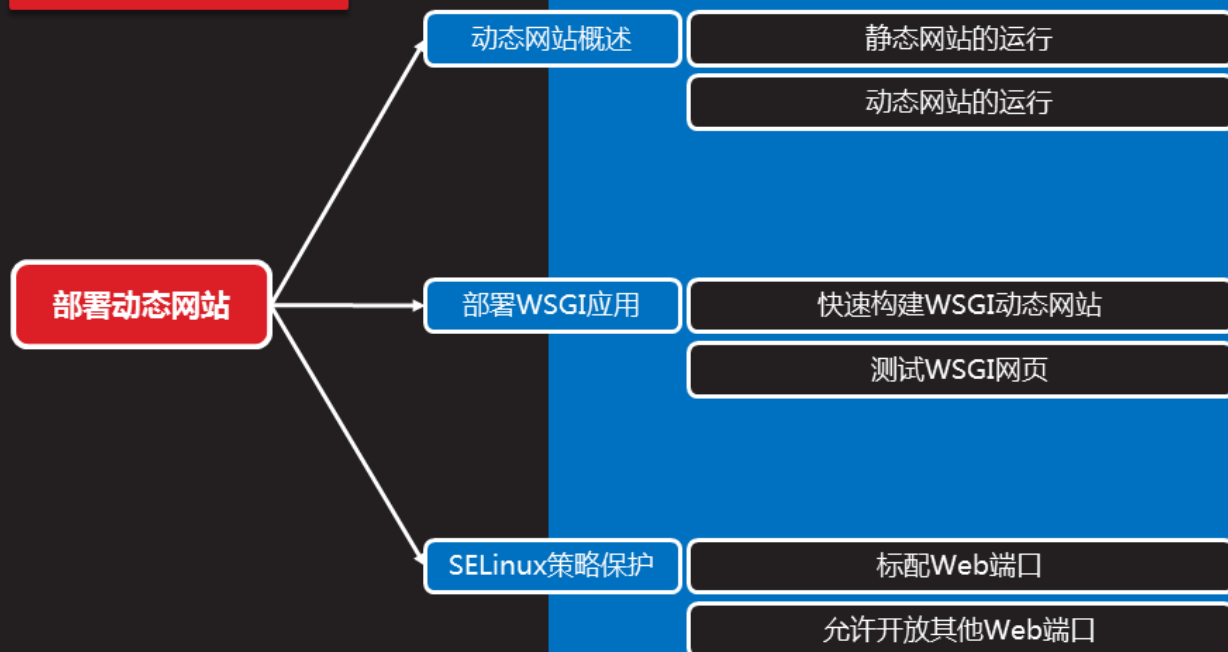 动态网站概述
静态网站的运行
动态网站的运行
部署动态网站
部署WSGI应用
快速构建WSGI动态网站
测试WSGI网页
SELinux策略保护
标配Web端口
允许开放其他Web端口